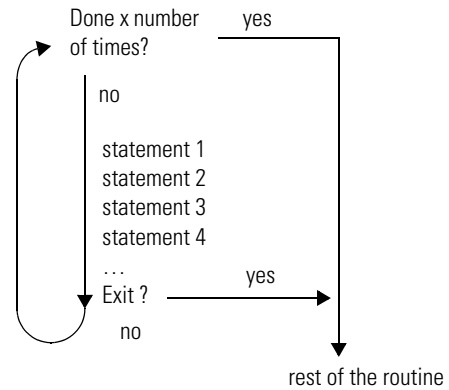 Done x number
of times?
yes
no
statement 1
statement 2
statement 3
statement 4
...
Exit ?
yes
no
rest of the routine